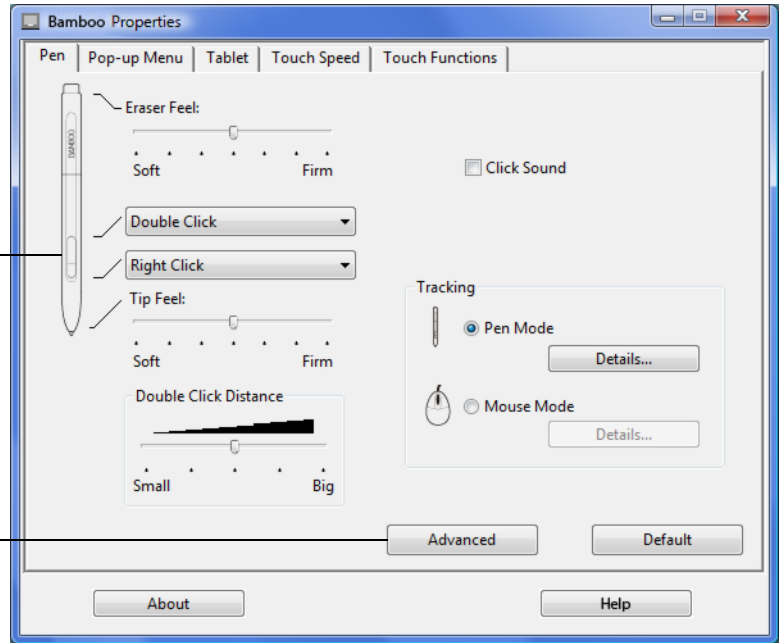 Bamboo Properties
Pen
Pop-up Menu
Tablet
Touch Speed
Touch Functions
BAMBOO
Eraser Feel:
Soft
Firm
Click Sound
Double Click
Right Click
Tip Feel:
Soft
Firm
Double Click Distance
Small
Big
Tracking
Pen Mode
Details...
Mouse Mode
Details...
Advanced
Default
About
Help